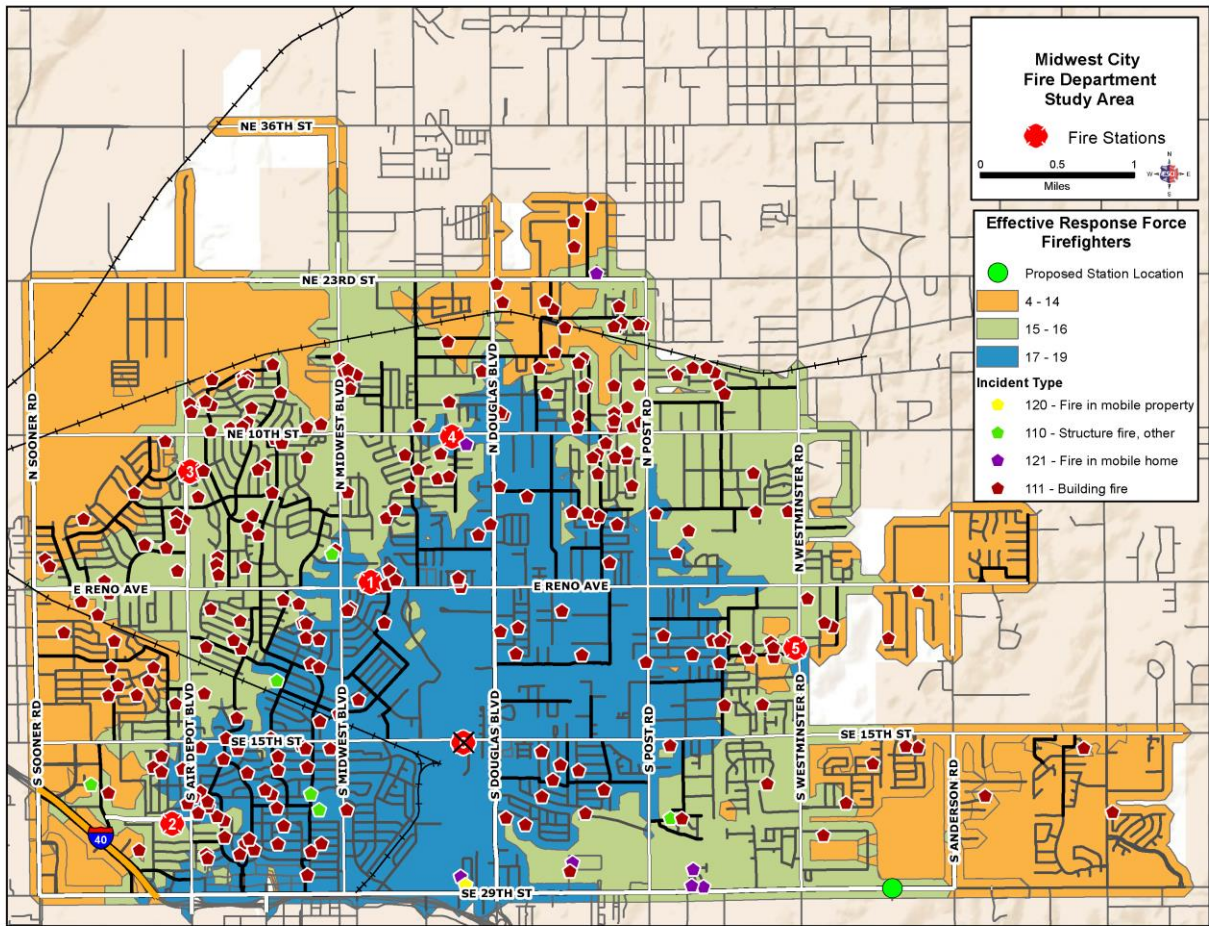 Midwest City
Fire Department
Study Area
Fire Stations
0 0.5 1
Miles
N
W E
S
Effective Response Force
Firefighters
Proposed Station Location
4 - 14
15 - 16
17 - 19
Incident Type
120 - Fire in mobile property
110 - Structure fire, other
121 - Fire in mobile home
111 - Building fire
NE 36TH ST
NE 23RD ST
N SOONER RD
N MIDWEST BLVD
N DOUGLAS BLVD
N POST RD
NE 10TH ST
4
3
N WESTMINSTER RD
1
E RENO AVE
E RENO AVE
5
S SOONER RD
S AIR DEPOT BLVD
S MIDWEST BLVD
S DOUGLAS BLVD
S POST RD
S WESTMINSTER RD
SE 15TH ST
SE 15TH ST
S ANDERSON RD
2
40
SE 29TH ST